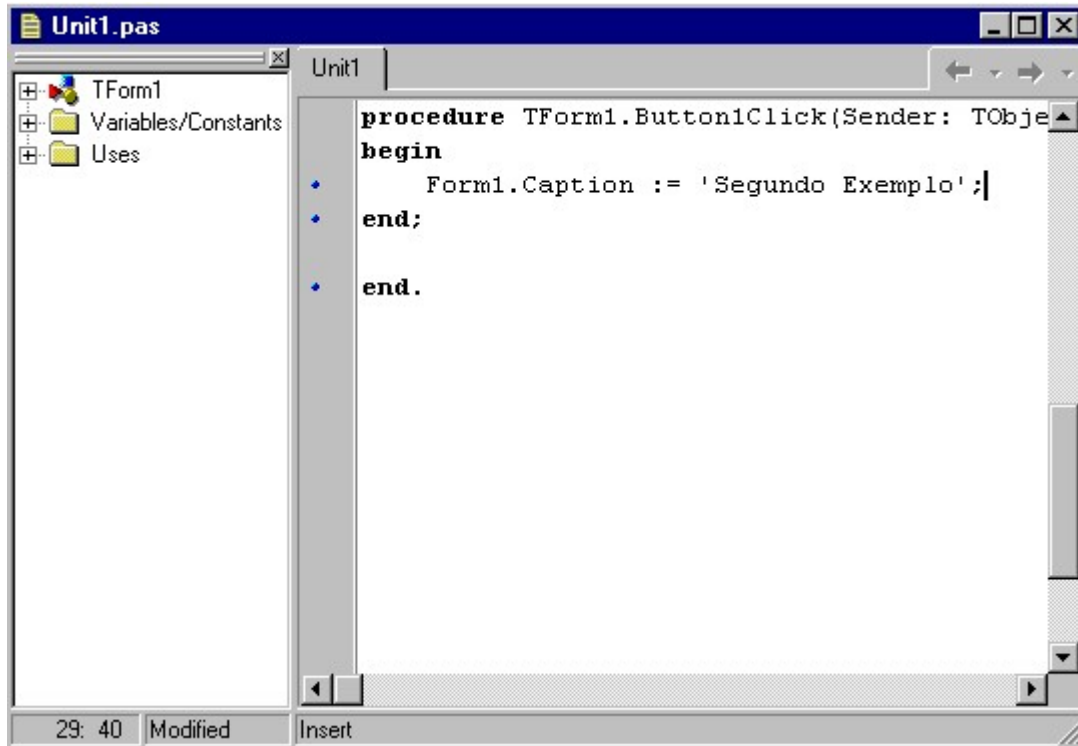 Unit1.pas
TForm1
Variables/Constants
Uses
Unit1
procedure TForm1.Button1Click(Sender: TObje
begin
Form1.Caption := 'Segundo Exemplo';
end;
end.
29: 40 Modified Insert